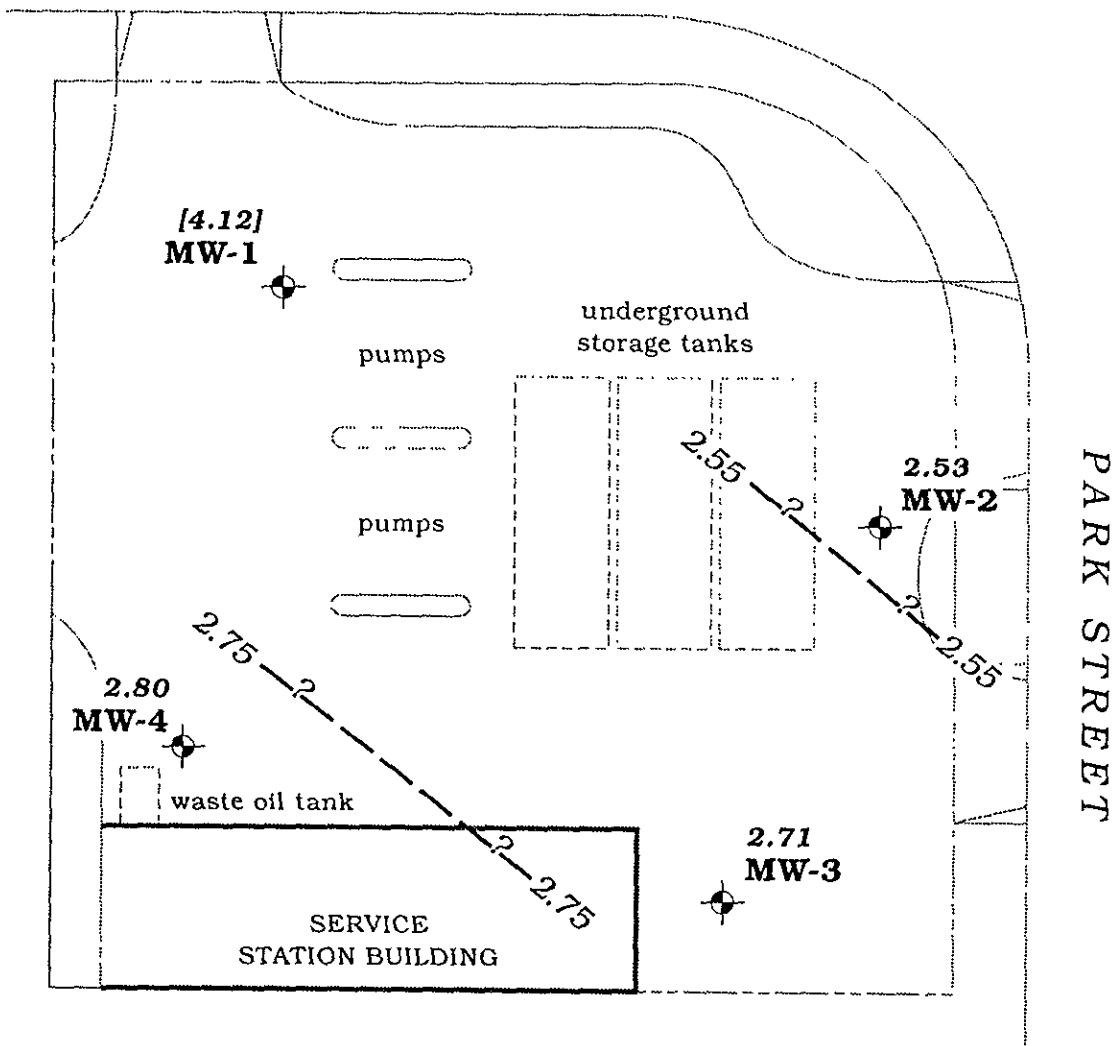 [4.12]
MW-1
underground
storage tanks
pumps
2.55
?
2.53
MW-2
pumps
?
2.55
2.75
?
2.80
MW-4
waste oil tank
?
2.75
2.71
MW-3
SERVICE
STATION BUILDING
PARK STREET